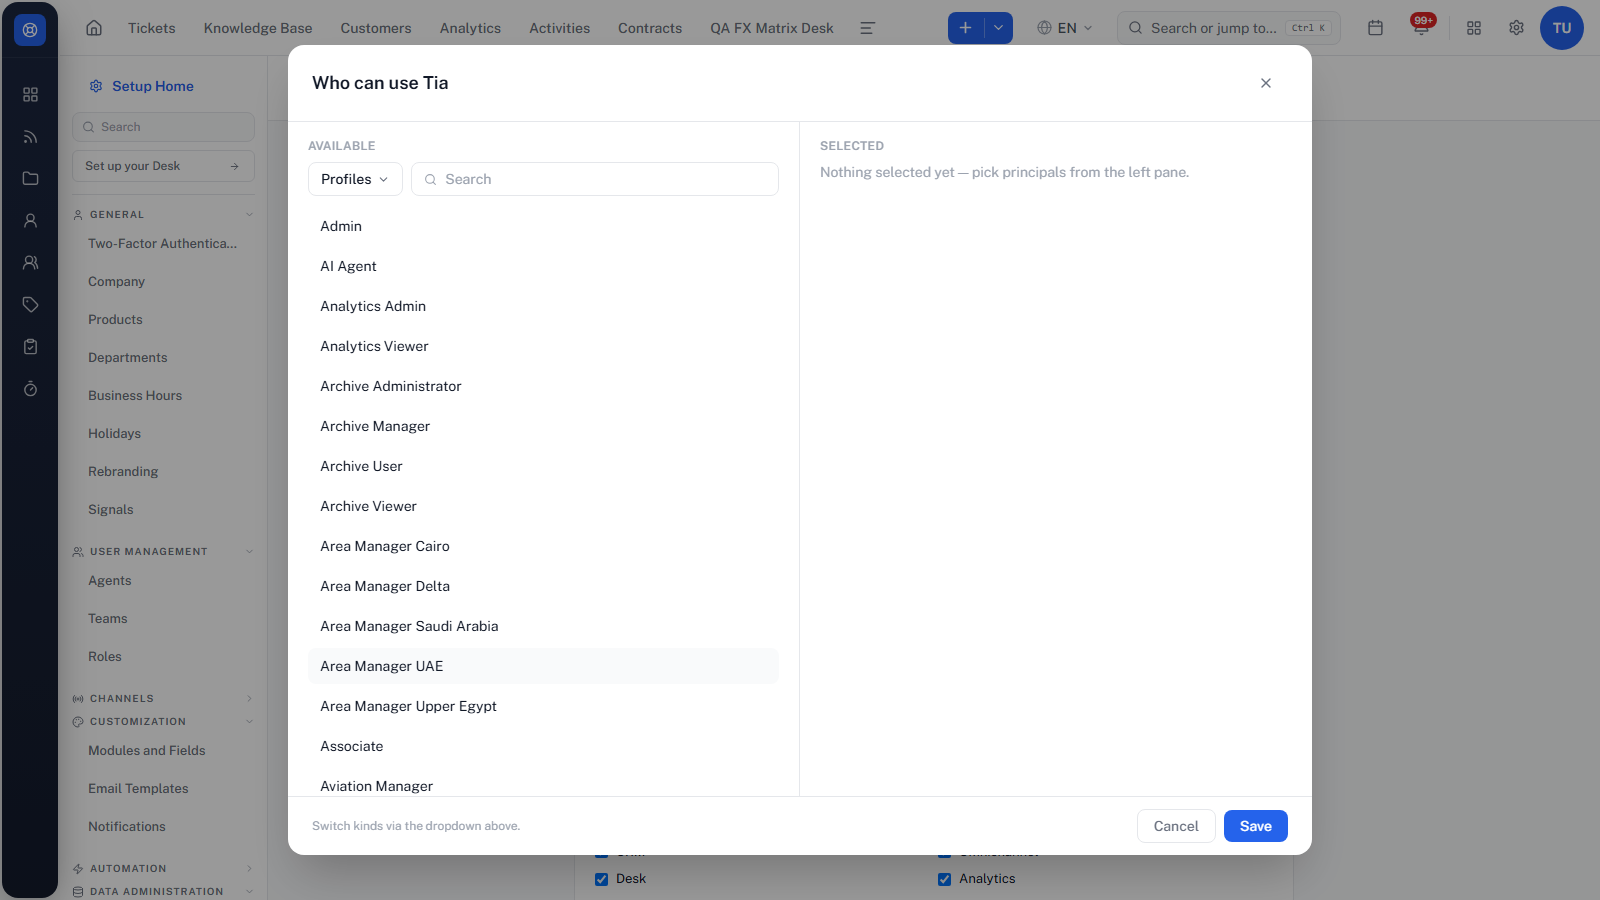 Tickets
Knowledge Base
Customers
Analytics
Activities
Contracts
QA FX Matrix Desk
EN
Search or jump to...
Ctrl K
99+
TU
Setup Home
Search
Set up your Desk
GENERAL
Two-Factor Authentica...
Company
Products
Departments
Business Hours
Holidays
Rebranding
Signals
USER MANAGEMENT
Agents
Teams
Roles
CHANNELS
CUSTOMIZATION
Modules and Fields
Email Templates
Notifications
AUTOMATION
DATA ADMINISTRATION
Who can use Tia
AVAILABLE
Profiles
Search
Admin
AI Agent
Analytics Admin
Analytics Viewer
Archive Administrator
Archive Manager
Archive User
Archive Viewer
Area Manager Cairo
Area Manager Delta
Area Manager Saudi Arabia
Area Manager UAE
Area Manager Upper Egypt
Associate
Aviation Manager
SELECTED
Nothing selected yet — pick principals from the left pane.
Switch kinds via the dropdown above.
Cancel
Save
Desk
Analytics